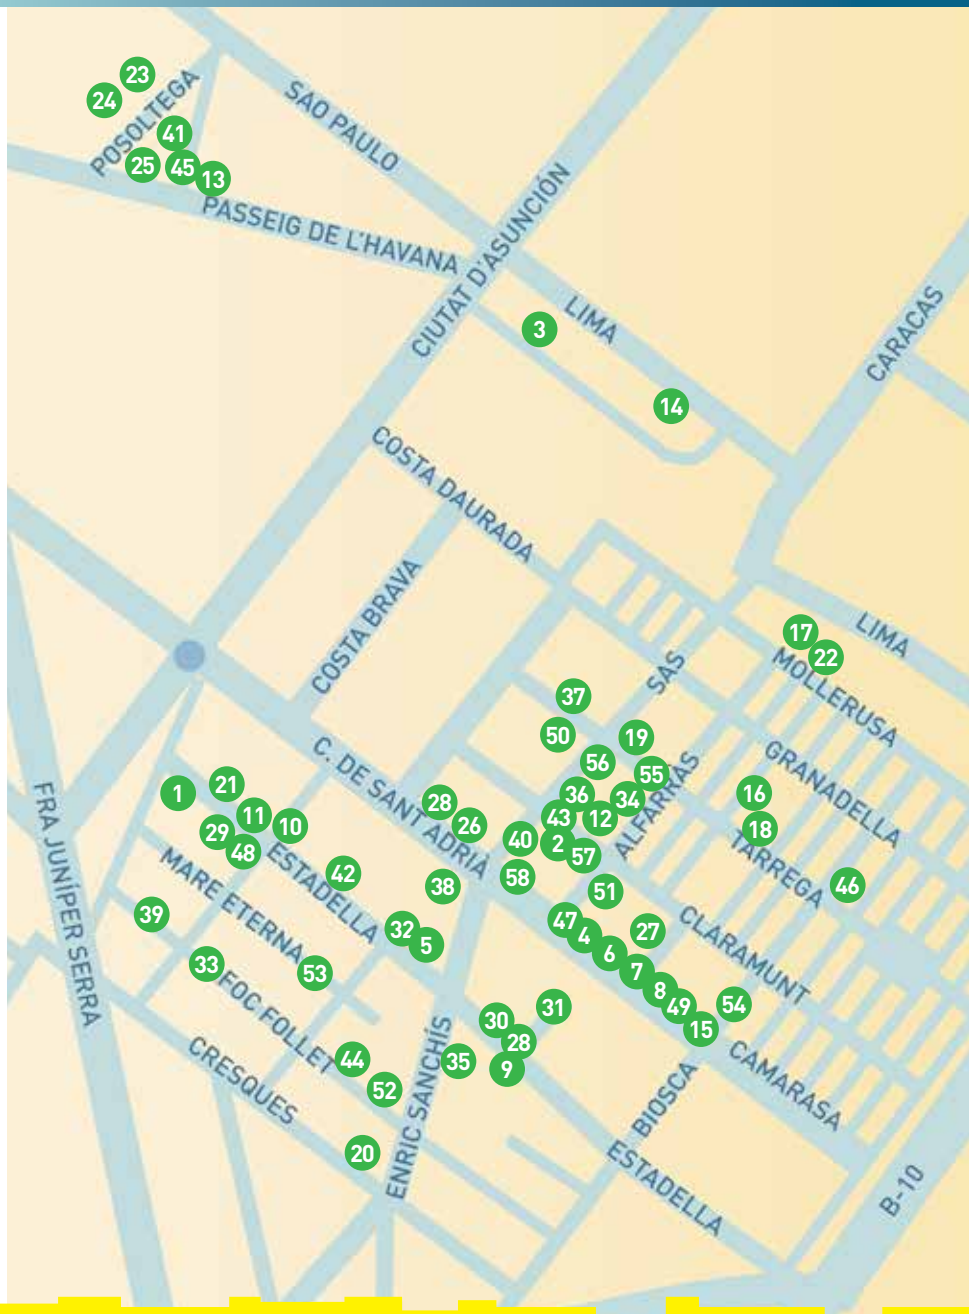 23
24
POSOLTEGA
41
25
45
13
SAO PAULO
PASSEIG DE L'HAVANA
CIUTAT D'ASUNCIÓN
3
LIMA
CARACAS
14
COSTA DAURADA
COSTA BRAVA
LIMA
17
22
MOLLERUSA
SAS
37
50
19
56
55
GRANADELLA
C. DE SANT ADRIÀ
FRA JUNÍPER SERRA
1
21
11
10
29
48
28
26
36
34
43
12
ALFARRÀS
16
18
TÀRREGA
40
2
57
46
ESTADELLA
42
58
38
51
MARE ETERNA
39
32
5
47
4
27
CLARAMUNT
6
7
33
53
FOC FOLLET
8
49
54
15
30
31
28
9
35
CRESQUES
44
52
ENRIC SANCHÍS
CAMARASA
BIOSCA
20
ESTADELLA
B-10